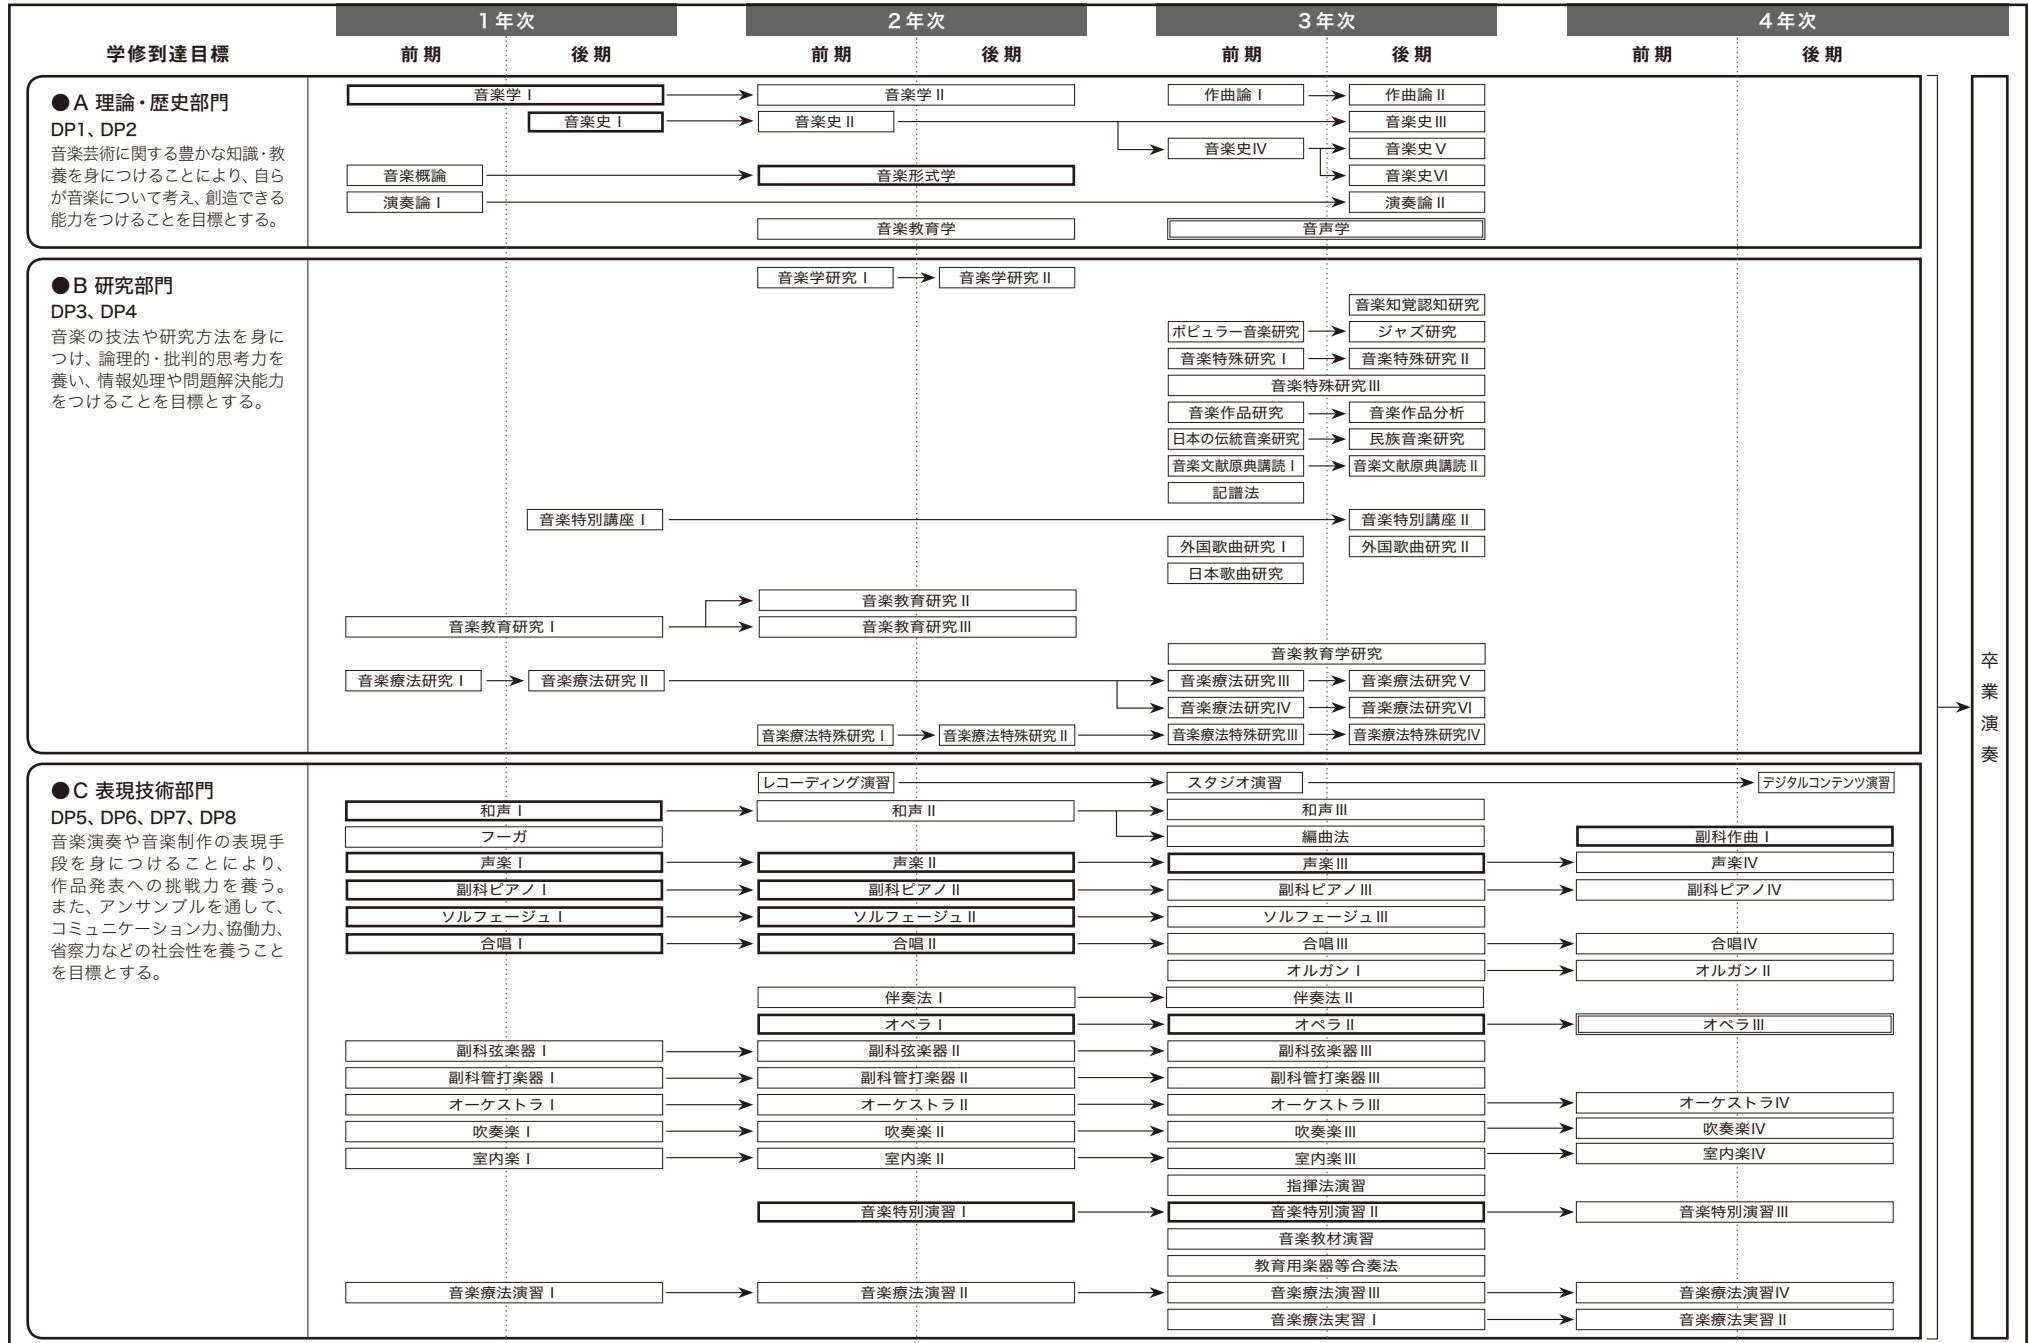 1年次 2年次 3年次 4年次
学修到達目標 前期 後期 前期 後期 前期 後期 前期 後期
●A 理論・歴史部門
DP1、DP2
音楽芸術に関する豊かな知識・教
養を身につけることにより、自ら
が音楽について考え、創造できる
能力をつけることを目標とする。
音楽学Ⅰ 音楽学Ⅱ 作曲論Ⅰ 作曲論Ⅱ
音楽史Ⅰ 音楽史Ⅱ 音楽史Ⅲ
音楽史Ⅳ 音楽史Ⅴ
音楽概論 音楽形式学 音楽史Ⅵ
演奏論Ⅰ 演奏論Ⅱ
音楽教育学 音声学
●B 研究部門
DP3、DP4
音楽の技法や研究方法を身に
つけ、論理的・批判的思考力を
養い、情報処理や問題解決能力
をつけることを目標とする。
音楽学研究Ⅰ 音楽学研究Ⅱ
音楽知覚認知研究
ポピュラー音楽研究 ジャズ研究
音楽特殊研究Ⅰ 音楽特殊研究Ⅱ
音楽特殊研究Ⅲ
音楽作品研究 音楽作品分析
日本の伝統音楽研究 民族音楽研究
音楽文献原典講読Ⅰ 音楽文献原典講読Ⅱ
記譜法
音楽特別講座Ⅰ 音楽特別講座Ⅱ
外国歌曲研究Ⅰ 外国歌曲研究Ⅱ
日本歌曲研究
音楽教育研究Ⅱ
音楽教育研究Ⅰ 音楽教育研究Ⅲ
音楽教育学研究
音楽療法研究Ⅰ 音楽療法研究Ⅱ 音楽療法研究Ⅲ 音楽療法研究Ⅴ
音楽療法研究Ⅳ 音楽療法研究Ⅵ
音楽療法特殊研究Ⅰ 音楽療法特殊研究Ⅱ 音楽療法特殊研究Ⅲ 音楽療法特殊研究Ⅳ
●C 表現技術部門
DP5、DP6、DP7、DP8
音楽演奏や音楽制作の表現手
段を身につけることにより、
作品発表への挑戦力を養う。
また、アンサンブルを通して、
コミュニケーション力、協働力、
省察力などの社会性を養うこと
を目標とする。
レコーディング演習 スタジオ演習 デジタルコンテンツ演習
和声Ⅰ 和声Ⅱ 和声Ⅲ
フーガ 編曲法 副科作曲Ⅰ
声楽Ⅰ 声楽Ⅱ 声楽Ⅲ 声楽Ⅳ
副科ピアノⅠ 副科ピアノⅡ 副科ピアノⅢ 副科ピアノⅣ
ソルフェージュⅠ ソルフェージュⅡ ソルフェージュⅢ
合唱Ⅰ 合唱Ⅱ 合唱Ⅲ 合唱Ⅳ
オルガンⅠ オルガンⅡ
伴奏法Ⅰ 伴奏法Ⅱ
オペラⅠ オペラⅡ オペラⅢ
副科弦楽器Ⅰ 副科弦楽器Ⅱ 副科弦楽器Ⅲ
副科管打楽器Ⅰ 副科管打楽器Ⅱ 副科管打楽器Ⅲ
オーケストラⅠ オーケストラⅡ オーケストラⅢ オーケストラⅣ
吹奏楽Ⅰ 吹奏楽Ⅱ 吹奏楽Ⅲ 吹奏楽Ⅳ
室内楽Ⅰ 室内楽Ⅱ 室内楽Ⅲ 室内楽Ⅳ
指揮法演習
音楽特別演習Ⅰ 音楽特別演習Ⅱ 音楽特別演習Ⅲ
音楽教材演習
教育用楽器等合奏法
音楽療法演習Ⅰ 音楽療法演習Ⅱ 音楽療法演習Ⅲ 音楽療法演習Ⅳ
音楽療法実習Ⅰ 音楽療法実習Ⅱ
卒業演奏